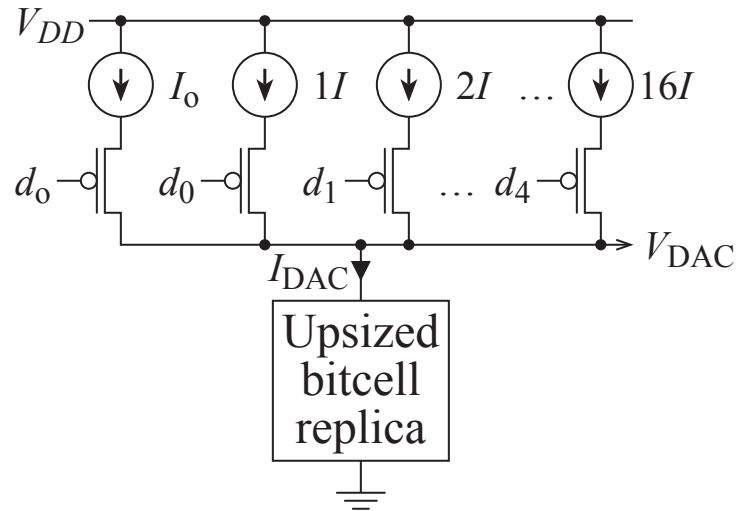 V_DD
I_o 1I 2I ... 16I
d_o d_0 d_1 ... d_4
V_DAC
I_DAC
Upsized
bitcell
replica